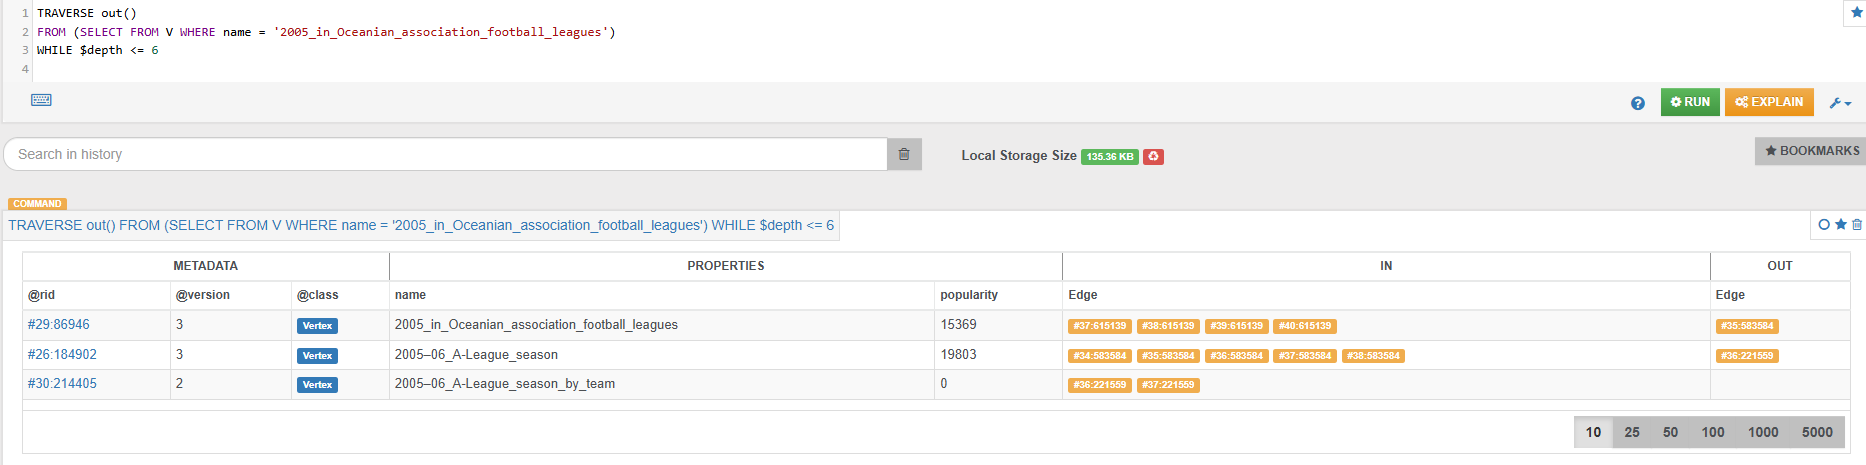 1 TRAVERSE out()
2 FROM (SELECT FROM V WHERE name = '2005_in_Oceanian_association_football_leagues')
3 WHILE $depth <= 6
4
? RUN EXPLAIN
Search in history Local Storage Size 135.36 KB BOOKMARKS
COMMAND
TRAVERSE out() FROM (SELECT FROM V WHERE name = '2005_in_Oceanian_association_football_leagues') WHILE $depth <= 6
METADATA PROPERTIES IN OUT
@rid @version @class name popularity Edge Edge
#29:86946 3 Vertex 2005_in_Oceanian_association_football_leagues 15369 #37:615139 #38:615139 #39:615139 #40:615139 #35:583584
#26:184902 3 Vertex 2005–06_A-League_season 19803 #34:583584 #35:583584 #36:583584 #37:583584 #38:583584 #36:221559
#30:214405 2 Vertex 2005–06_A-League_season_by_team 0 #36:221559 #37:221559
10 25 50 100 1000 5000